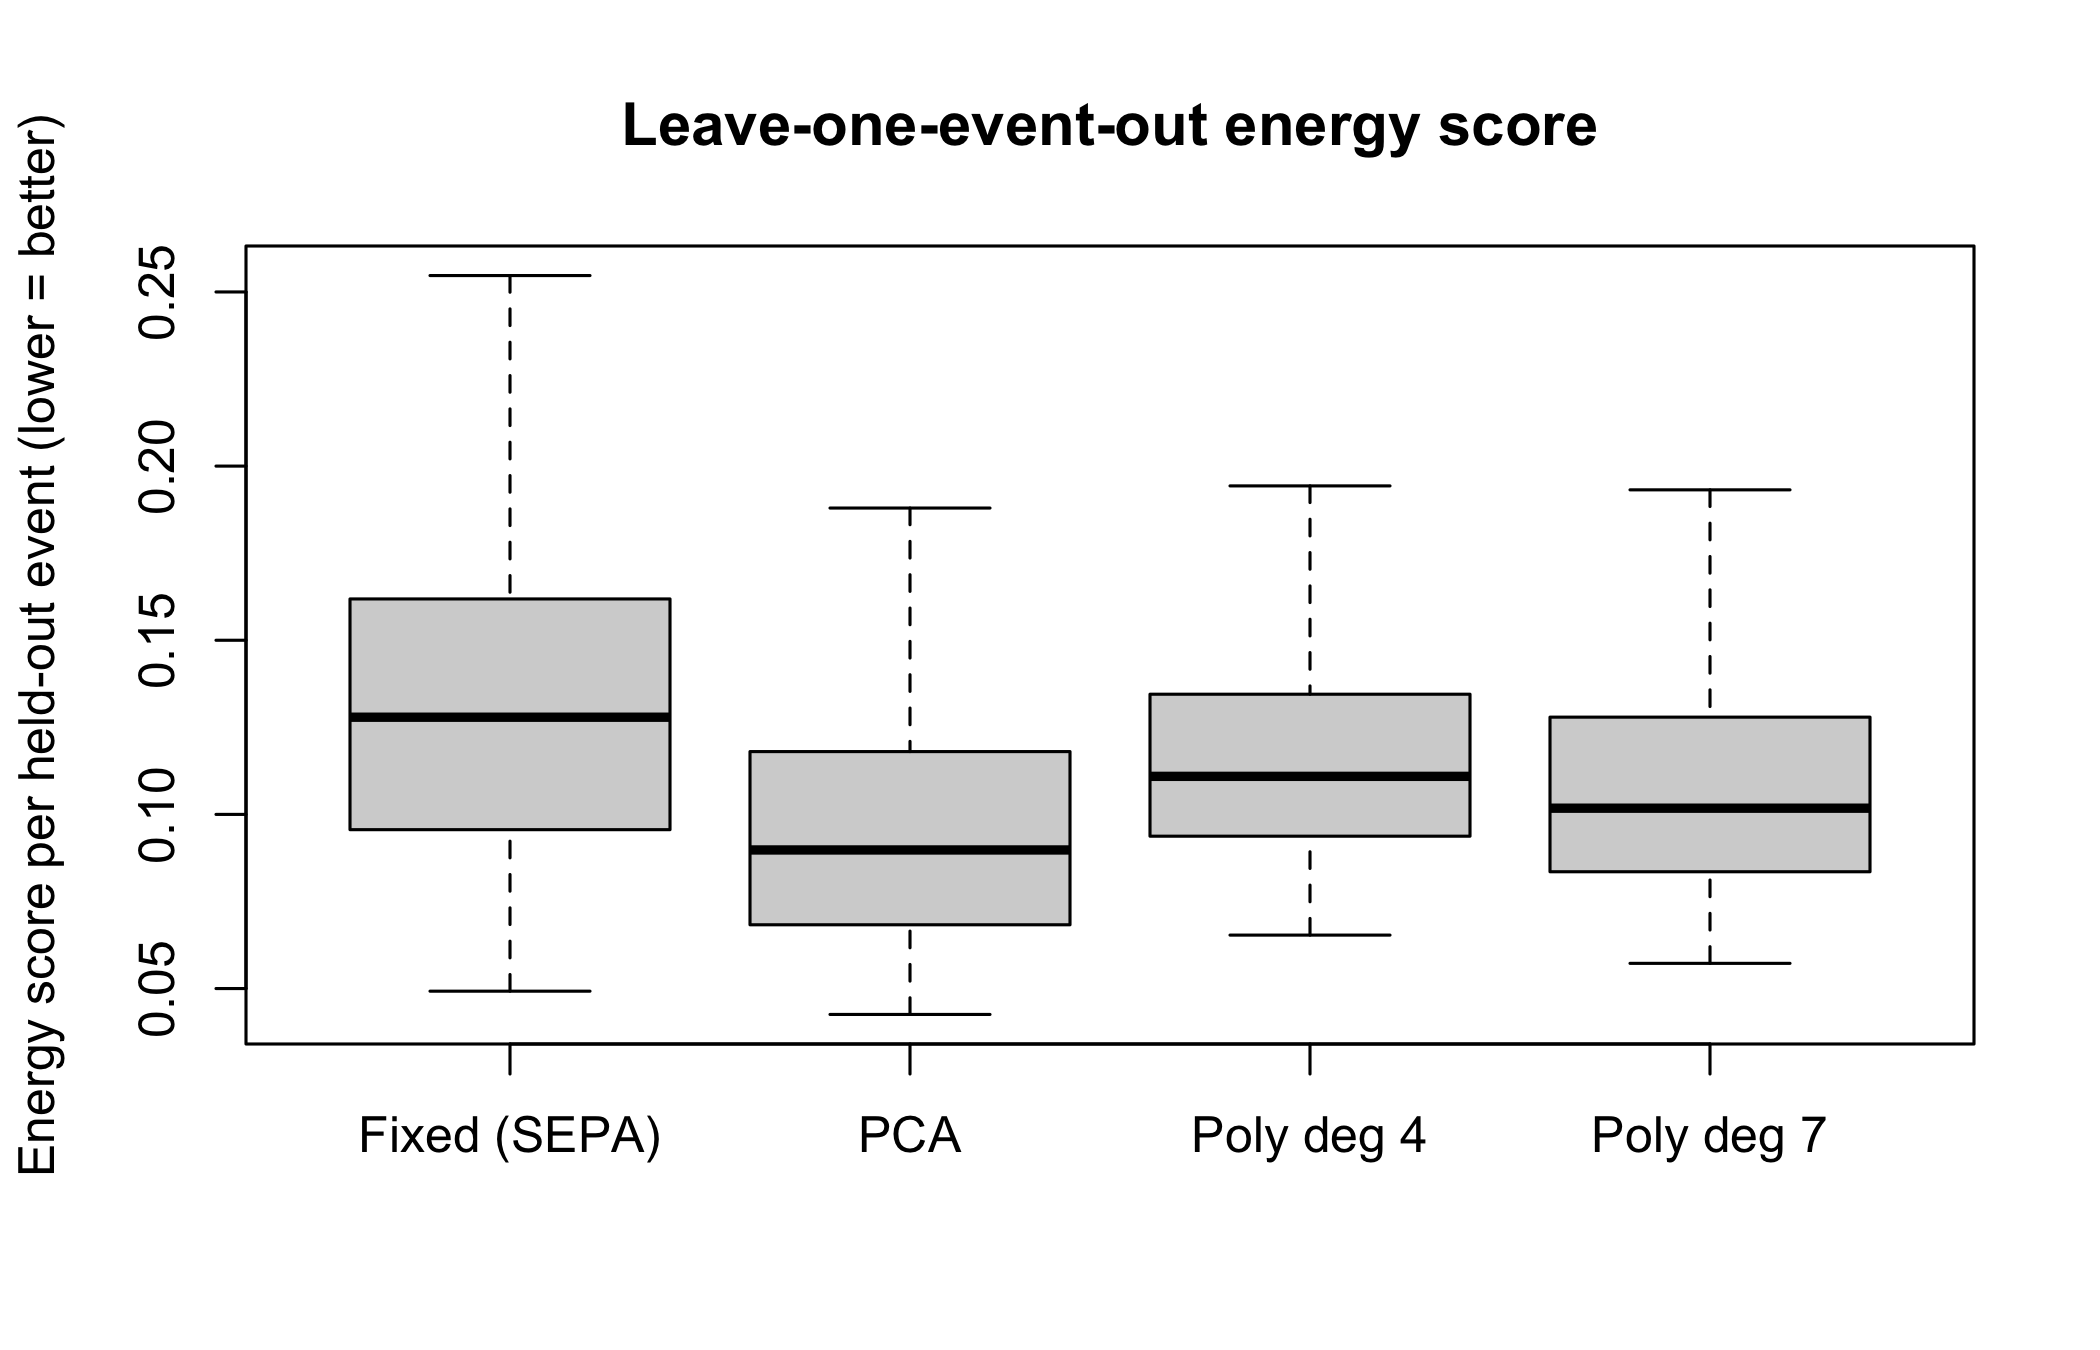 Leave-one-event-out energy score
Energy score per held-out event (lower = better)
0.25
0.20
0.15
0.10
0.05
Fixed (SEPA)
PCA
Poly deg 4
Poly deg 7